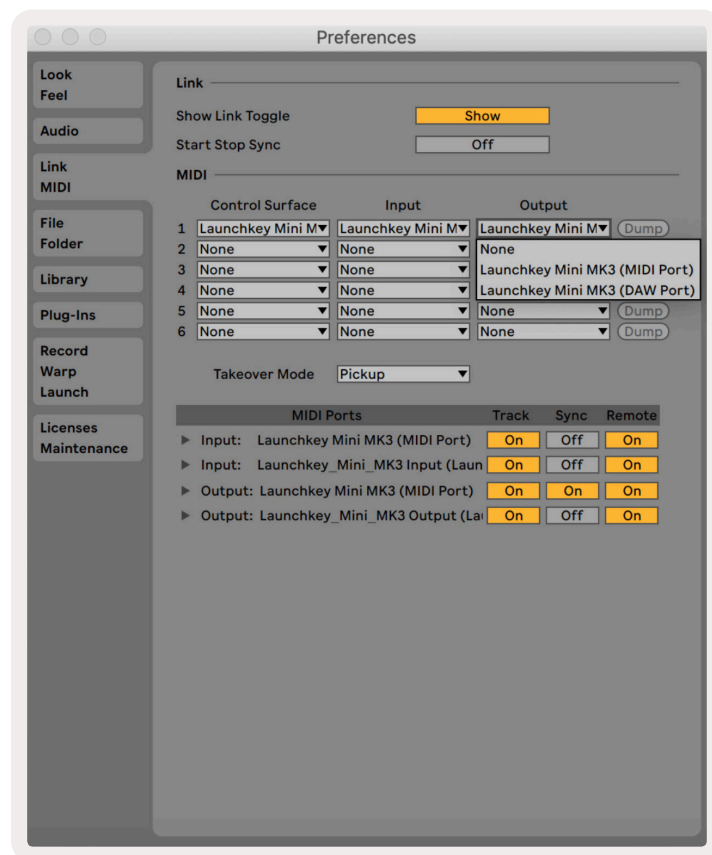 Preferences
Look
Feel
Audio
Link
MIDI
File
Folder
Library
Plug-Ins
Record
Warp
Launch
Licenses
Maintenance
Link
Show Link Toggle Show
Start Stop Sync Off
MIDI
Control Surface Input Output
1 Launchkey Mini M Launchkey Mini M Launchkey Mini M Dump
2 None None None
3 None None Launchkey Mini MK3 (MIDI Port)
4 None None Launchkey Mini MK3 (DAW Port)
5 None None None Dump
6 None None None Dump
Takeover Mode Pickup
MIDI Ports Track Sync Remote
Input: Launchkey Mini MK3 (MIDI Port) On Off On
Input: Launchkey_Mini_MK3 Input (Laun On Off On
Output: Launchkey Mini MK3 (MIDI Port) On On On
Output: Launchkey_Mini_MK3 Output (La On Off On